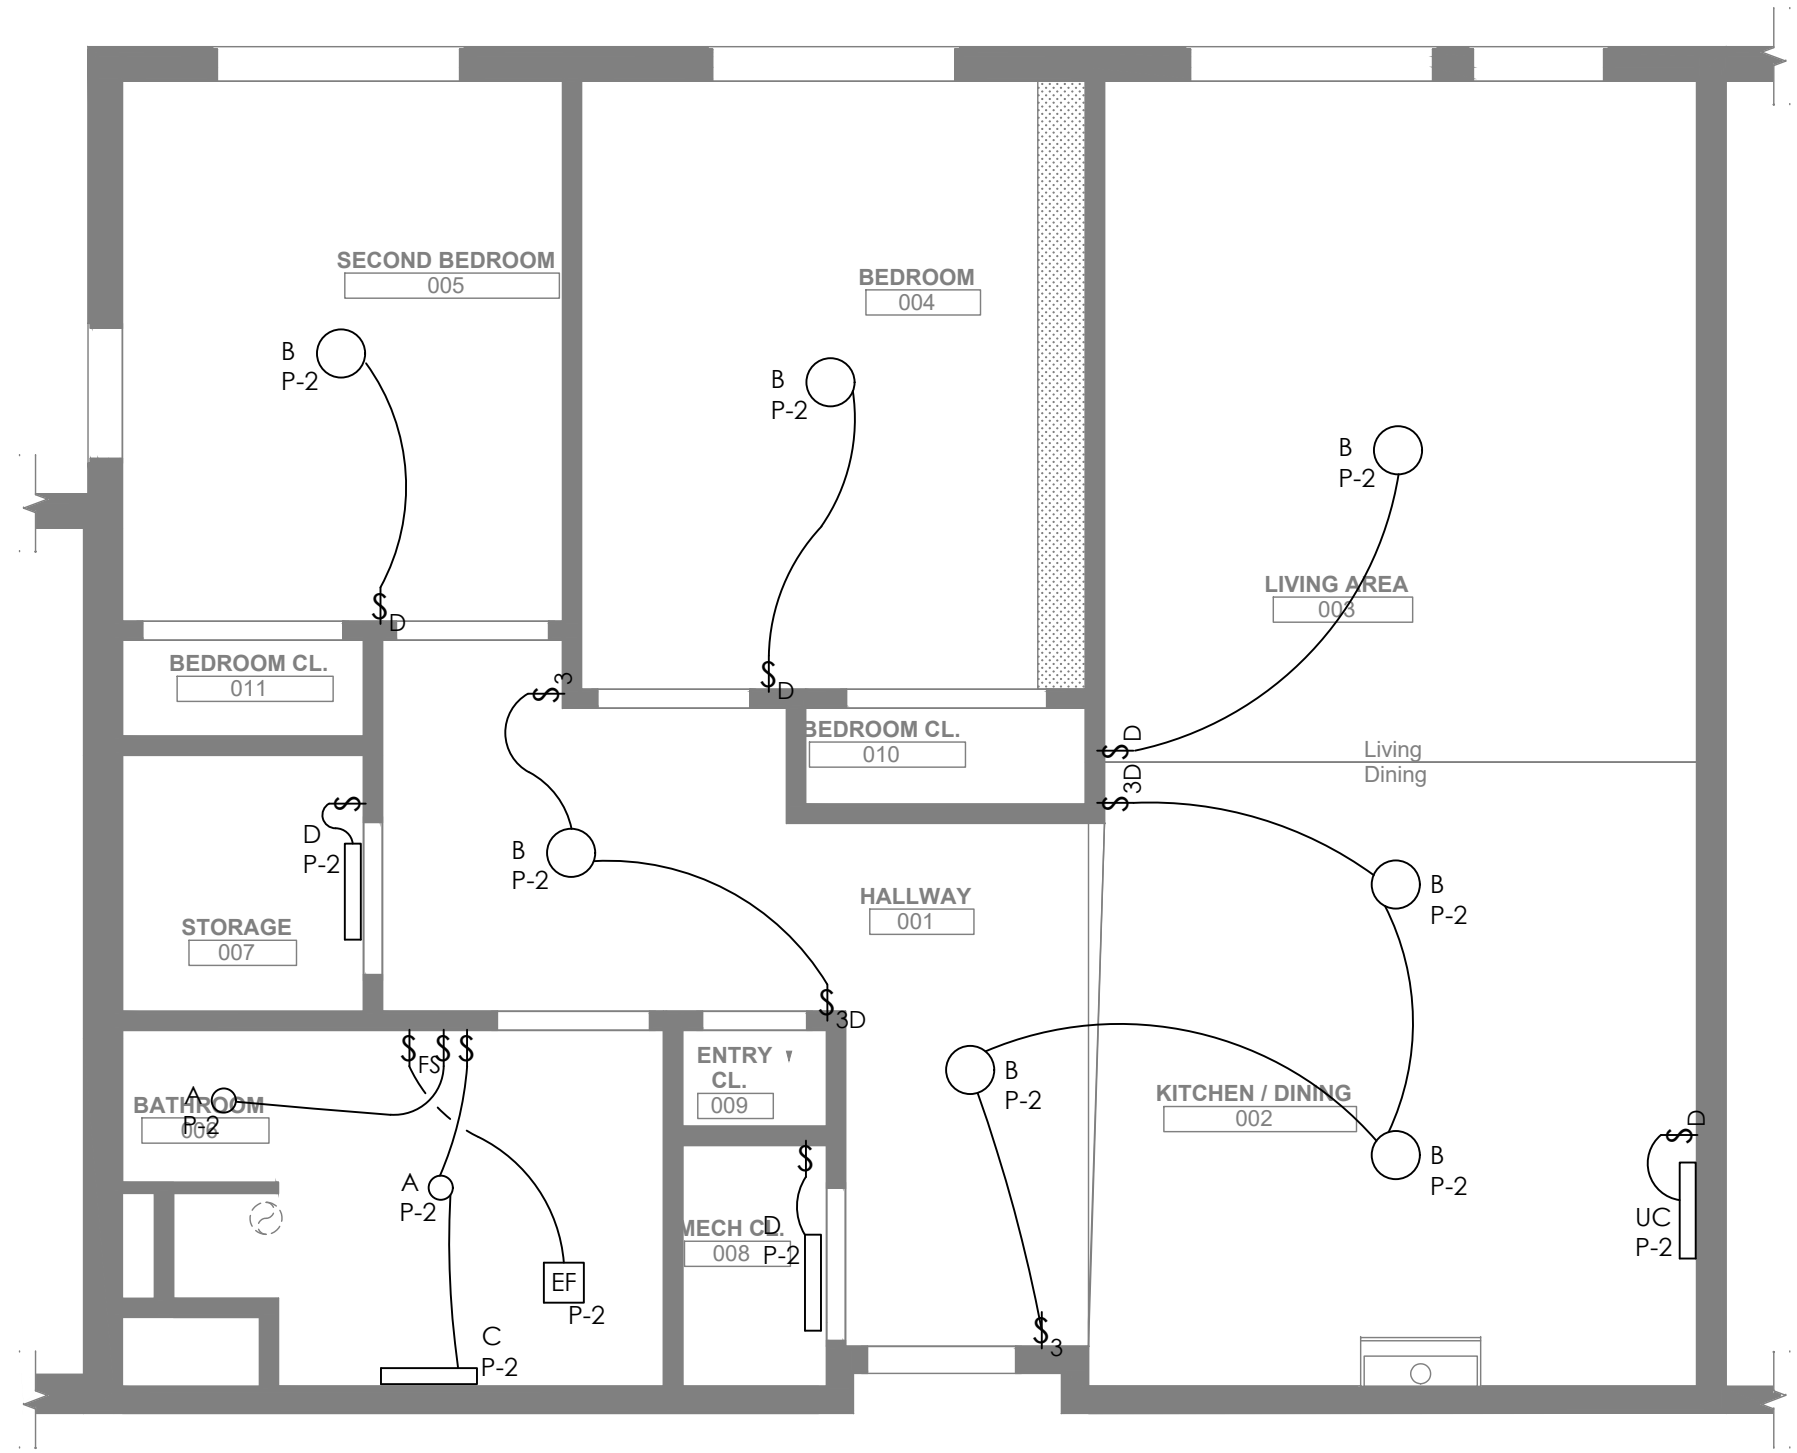 SECOND BEDROOM
005
B
P-2
$D
BEDROOM
004
B
P-2
$D
B
P-2
LIVING AREA
003
$D
Living
Dining
$3D
BEDROOM CL.
011
$3
BEDROOM CL.
010
$
D
P-2
STORAGE
007
B
P-2
HALLWAY
001
B
P-2
$3D
$FS
$
$
A
P-2
BATHROOM
006
A
P-2
EF
P-2
C
P-2
ENTRY
CL.
009
$
MECH CL.
008
D
P-2
B
P-2
$3
KITCHEN / DINING
002
B
P-2
$D
UC
P-2